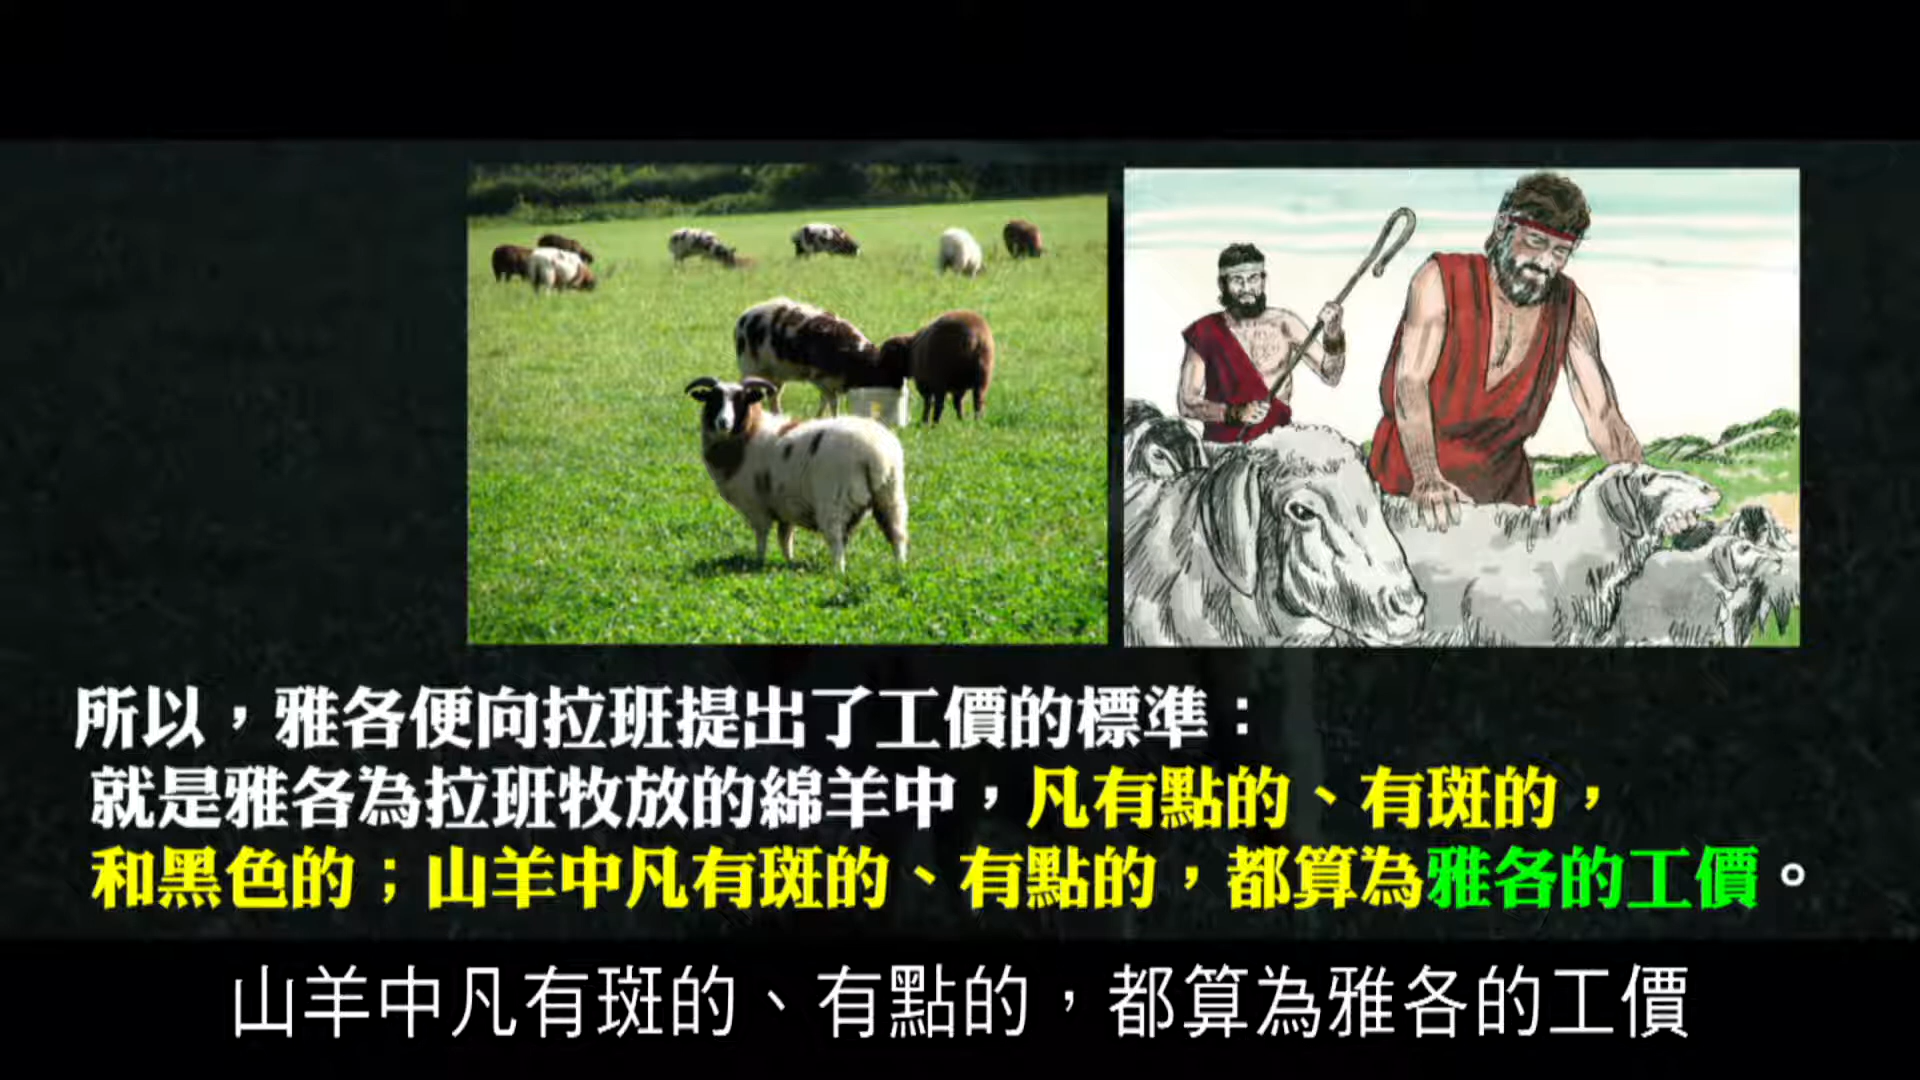 所以，雅各便向拉班提出了工價的標準：
就是雅各為拉班牧放的綿羊中，凡有點的、有斑的，
和黑色的；山羊中凡有斑的、有點的，都算為雅各的工價。
山羊中凡有斑的、有點的，都算為雅各的工價